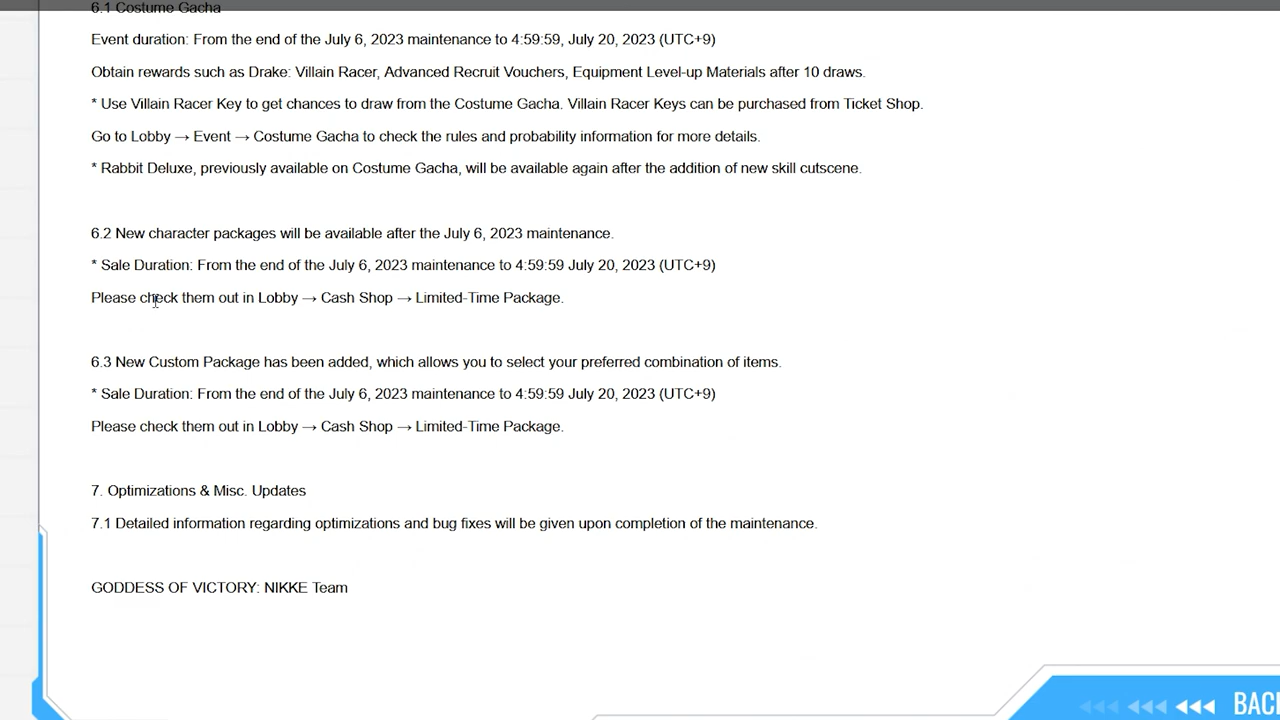 6.1 Costume Gacha
Event duration: From the end of the July 6, 2023 maintenance to 4:59:59, July 20, 2023 (UTC+9)
Obtain rewards such as Drake: Villain Racer, Advanced Recruit Vouchers, Equipment Level-up Materials after 10 draws.
* Use Villain Racer Key to get chances to draw from the Costume Gacha. Villain Racer Keys can be purchased from Ticket Shop.
Go to Lobby → Event → Costume Gacha to check the rules and probability information for more details.
* Rabbit Deluxe, previously available on Costume Gacha, will be available again after the addition of new skill cutscene.
6.2 New character packages will be available after the July 6, 2023 maintenance.
* Sale Duration: From the end of the July 6, 2023 maintenance to 4:59:59 July 20, 2023 (UTC+9)
Please check them out in Lobby → Cash Shop → Limited-Time Package.
6.3 New Custom Package has been added, which allows you to select your preferred combination of items.
* Sale Duration: From the end of the July 6, 2023 maintenance to 4:59:59 July 20, 2023 (UTC+9)
Please check them out in Lobby → Cash Shop → Limited-Time Package.
7. Optimizations & Misc. Updates
7.1 Detailed information regarding optimizations and bug fixes will be given upon completion of the maintenance.
GODDESS OF VICTORY: NIKKE Team